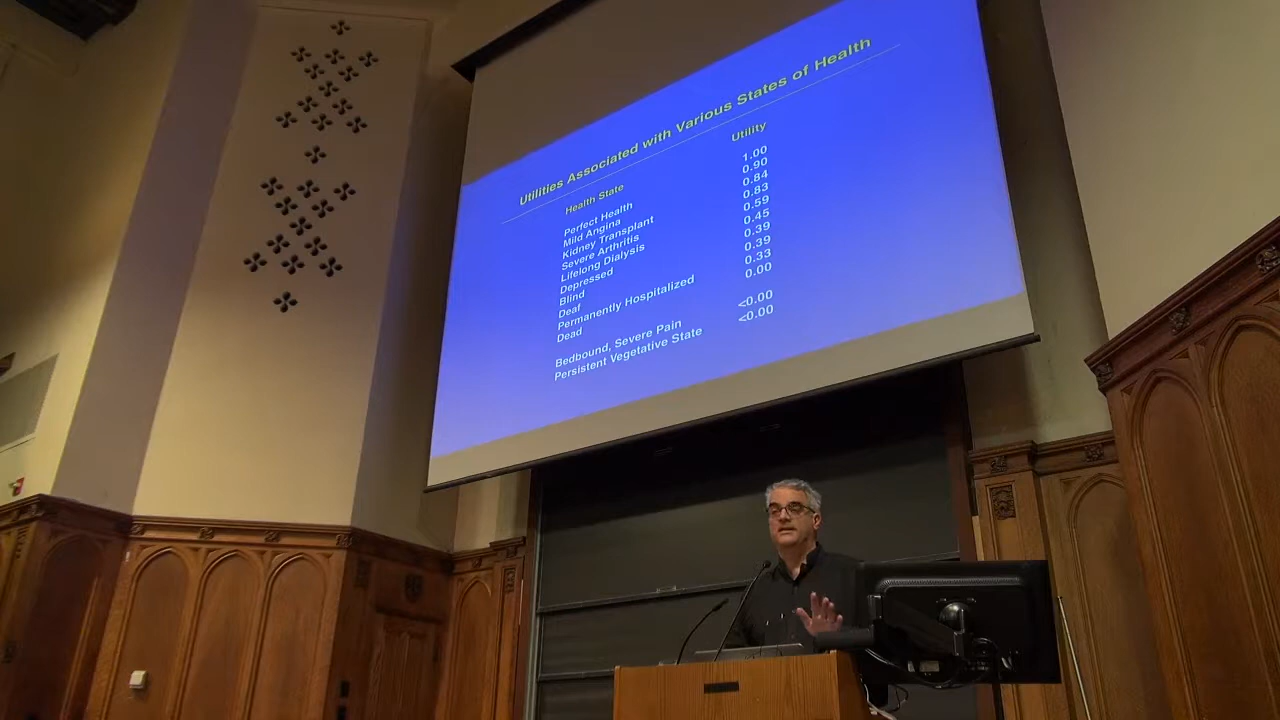 Utilities Associated with Various States of Health
Health State Utility
Perfect Health 1.00
Mild Angina 0.90
Kidney Transplant 0.84
Severe Arthritis 0.83
Lifelong Dialysis 0.59
Depressed 0.45
Blind 0.39
Deaf 0.39
Permanently Hospitalized 0.33
Dead 0.00
Bedbound, Severe Pain <0.00
Persistent Vegetative State <0.00